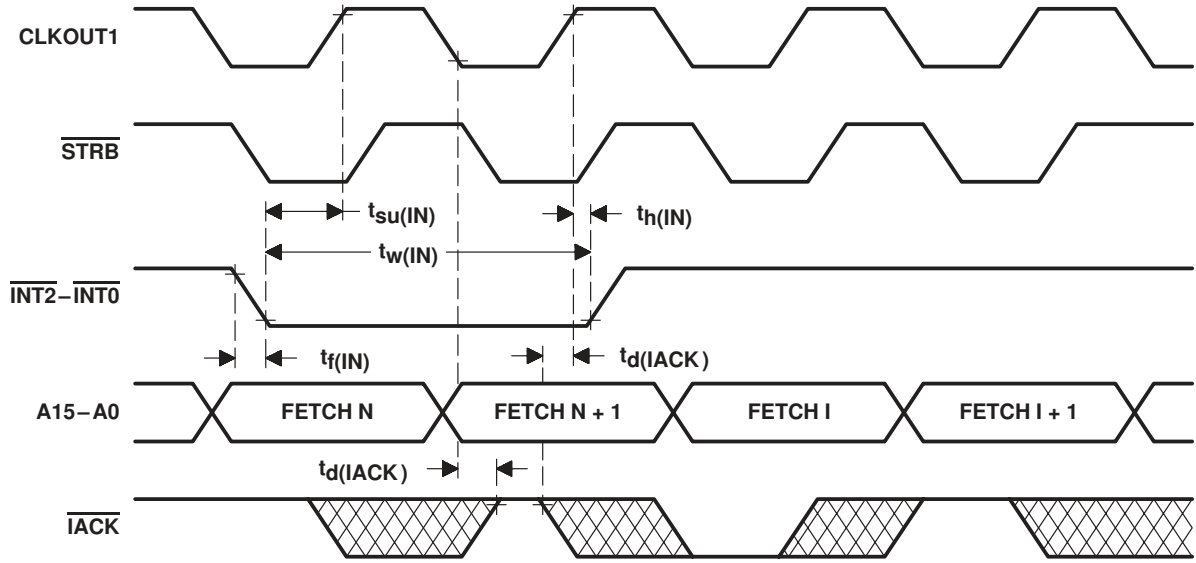 CLKOUT1
STRB
tsu(IN)
th(IN)
tw(IN)
INT2–INT0
tf(IN)
td(IACK)
A15–A0
FETCH N
FETCH N + 1
FETCH I
FETCH I + 1
td(IACK)
IACK